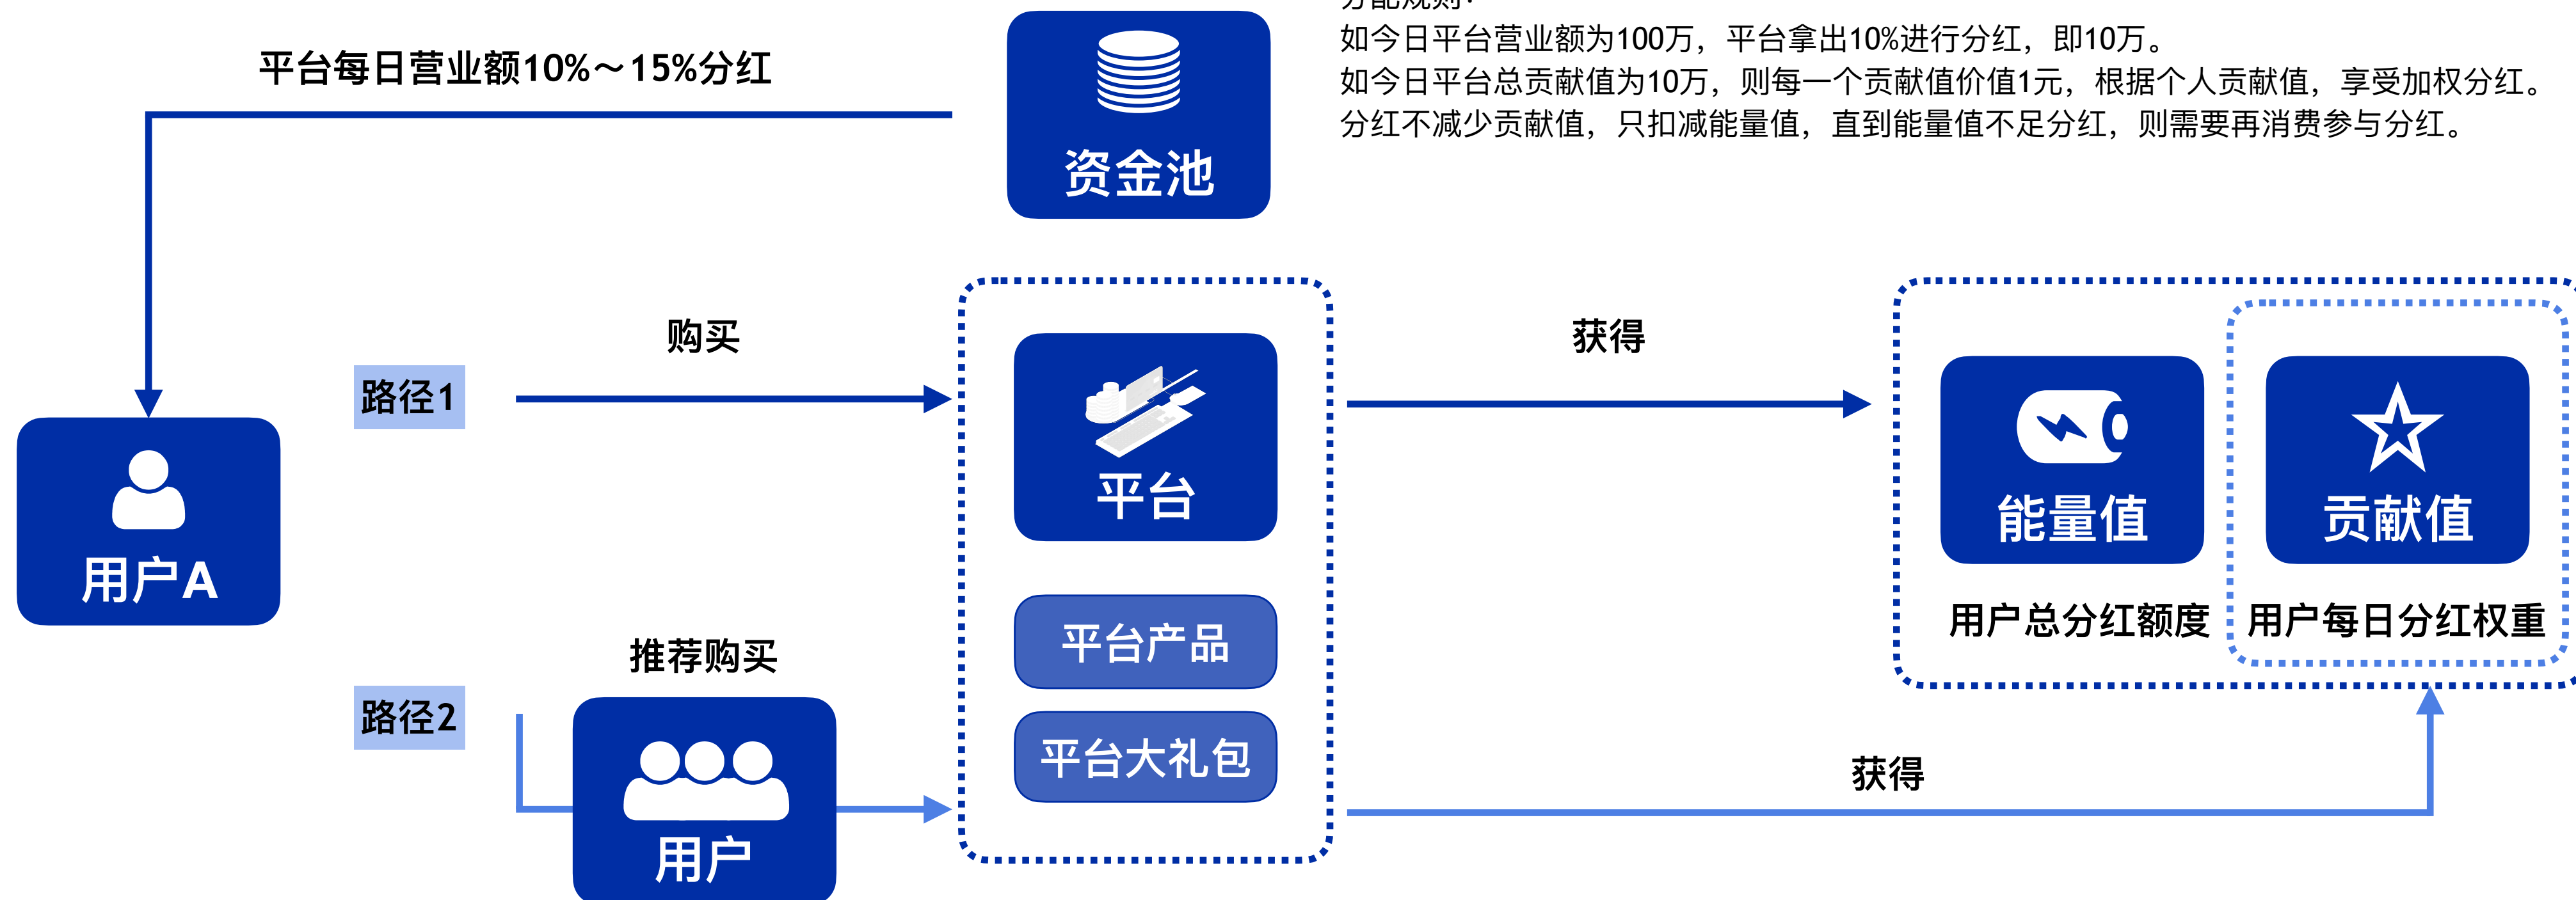 分配规则：
如今日平台营业额为100万，平台拿出10%进行分红，即10万。
如今日平台总贡献值为10万，则每一个贡献值价值1元，根据个人贡献值，享受加权分红。
分红不减少贡献值，只扣减能量值，直到能量值不足分红，则需要再消费参与分红。
平台每日营业额10%～15%分红
资金池
购买
获得
路径1
平台
能量值
贡献值
用户A
用户总分红额度
用户每日分红权重
平台产品
推荐购买
路径2
平台大礼包
获得
用户